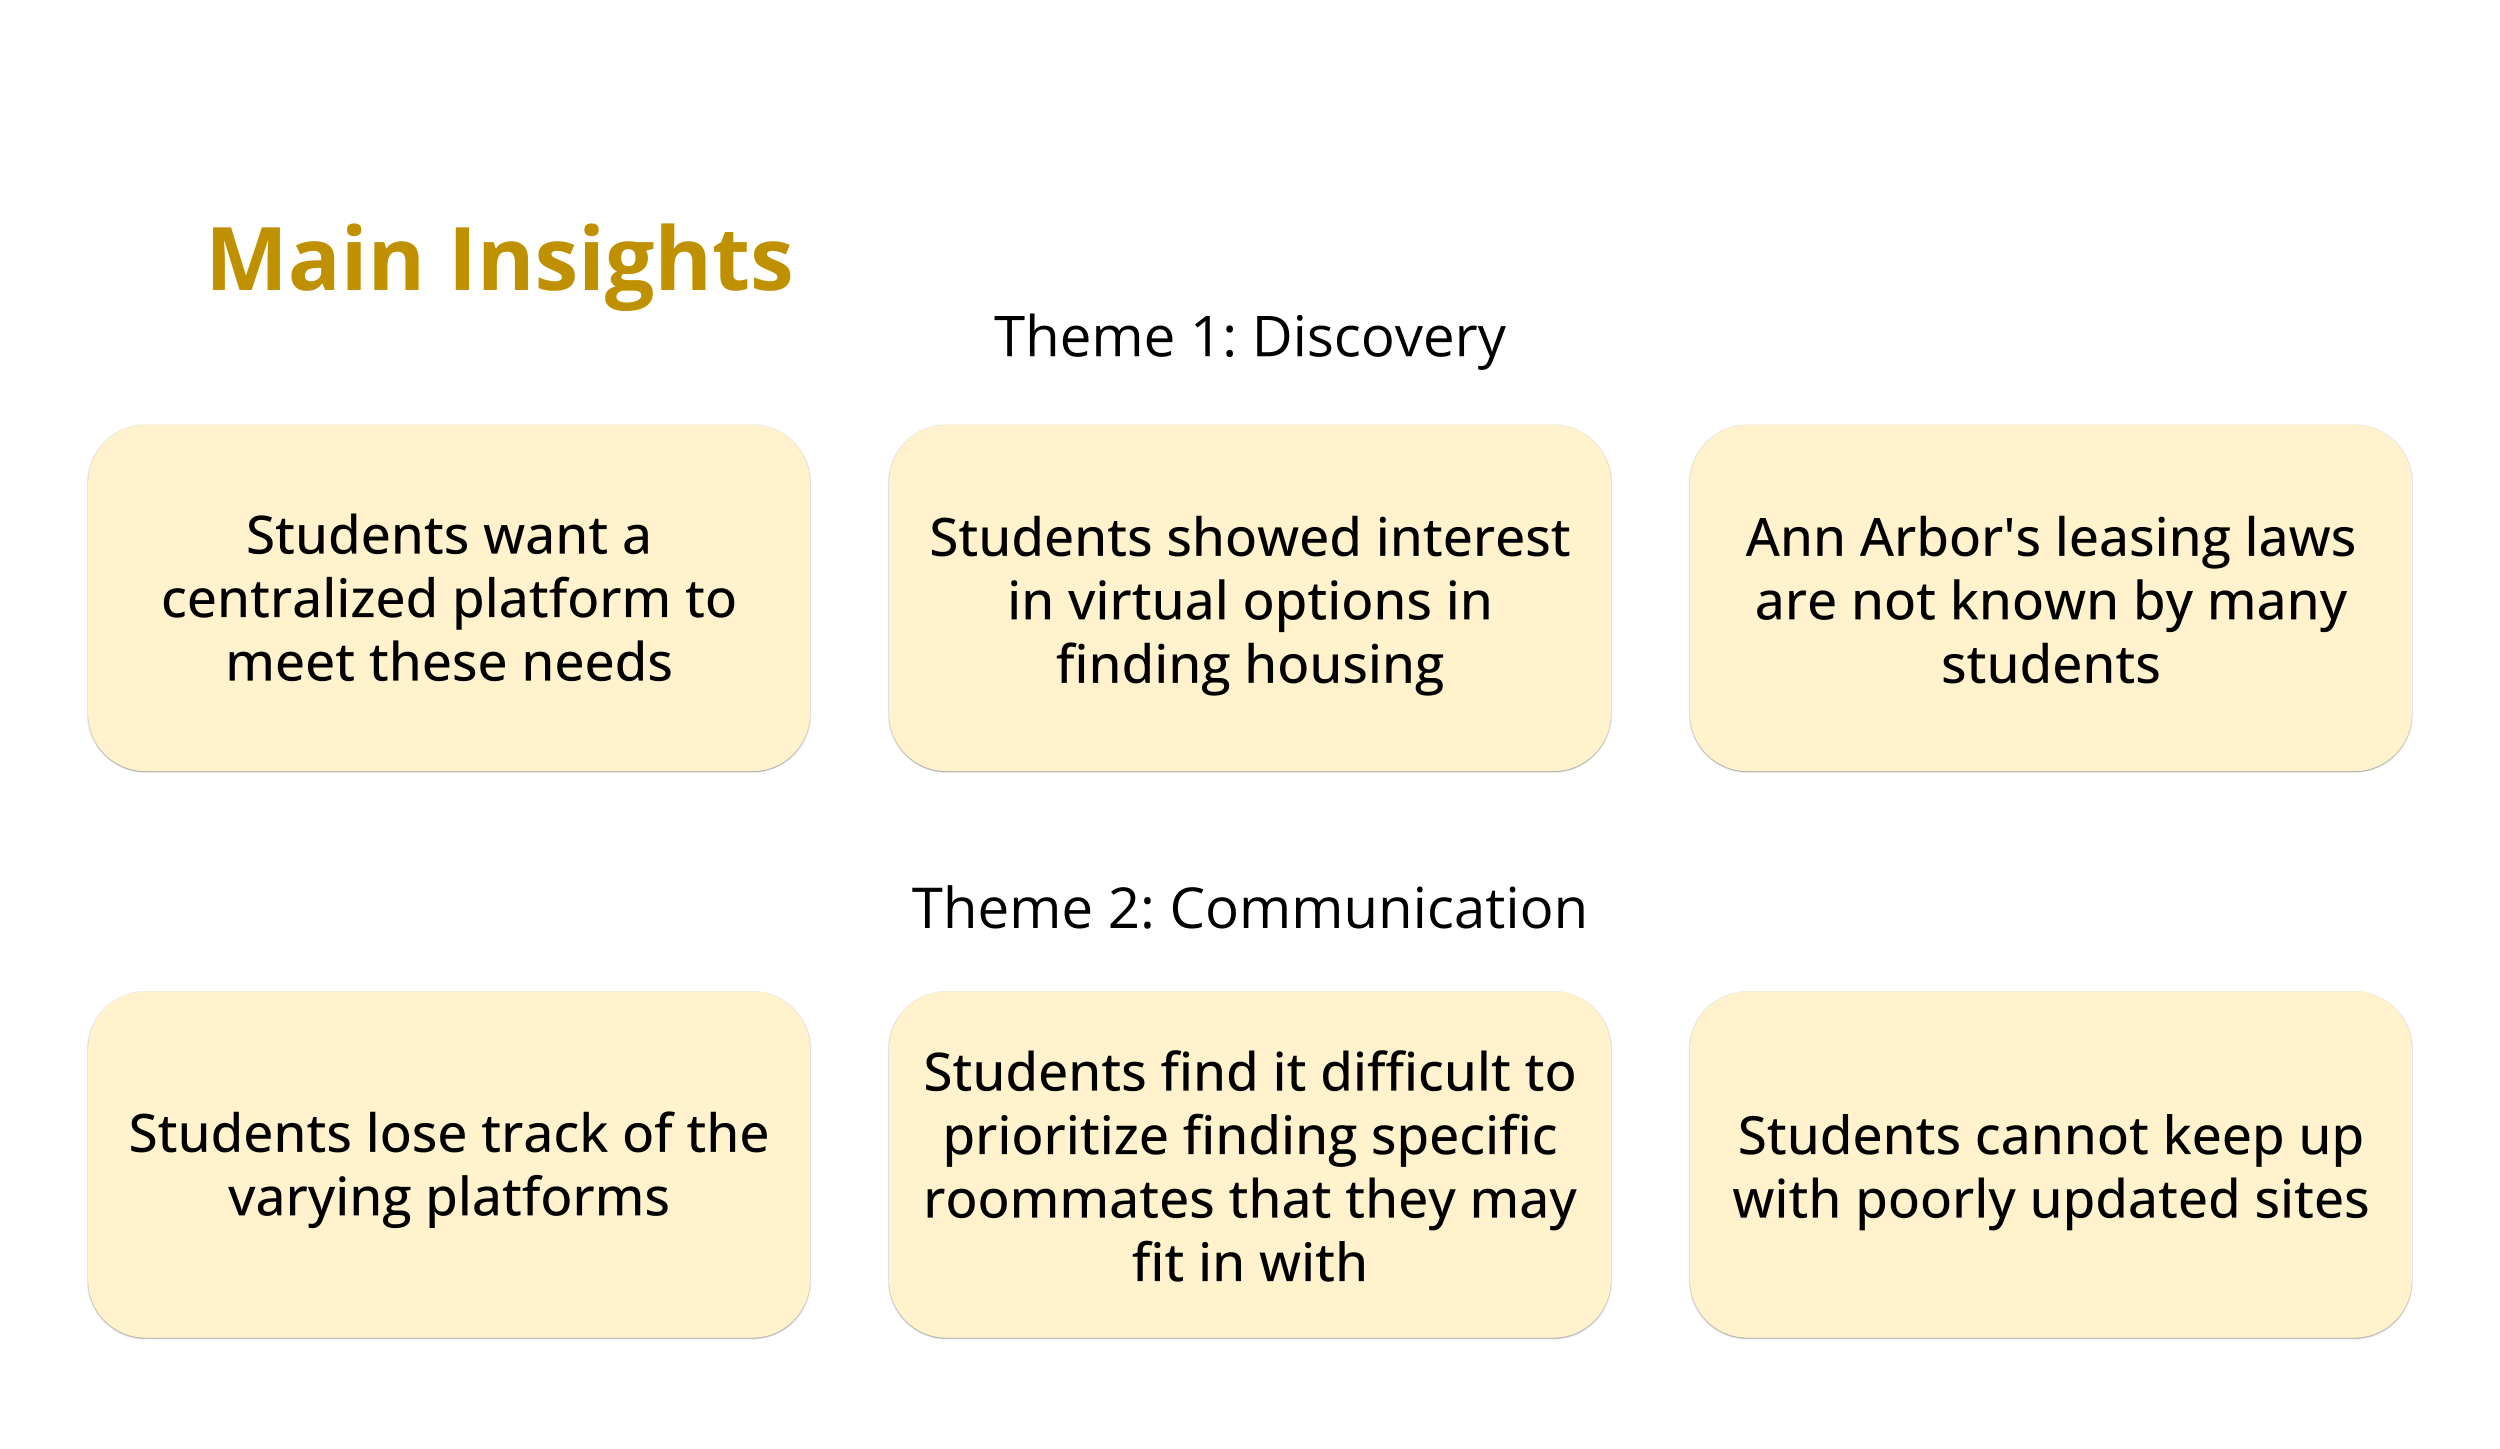 Main Insights
Theme 1: Discovery
Students want a
centralized platform to
meet these needs
Students showed interest
in virtual options in
finding housing
Ann Arbor's leasing laws
are not known by many
students
Theme 2: Communication
Students lose track of the
varying platforms
Students find it difficult to
prioritize finding specific
roommates that they may
fit in with
Students cannot keep up
with poorly updated sites